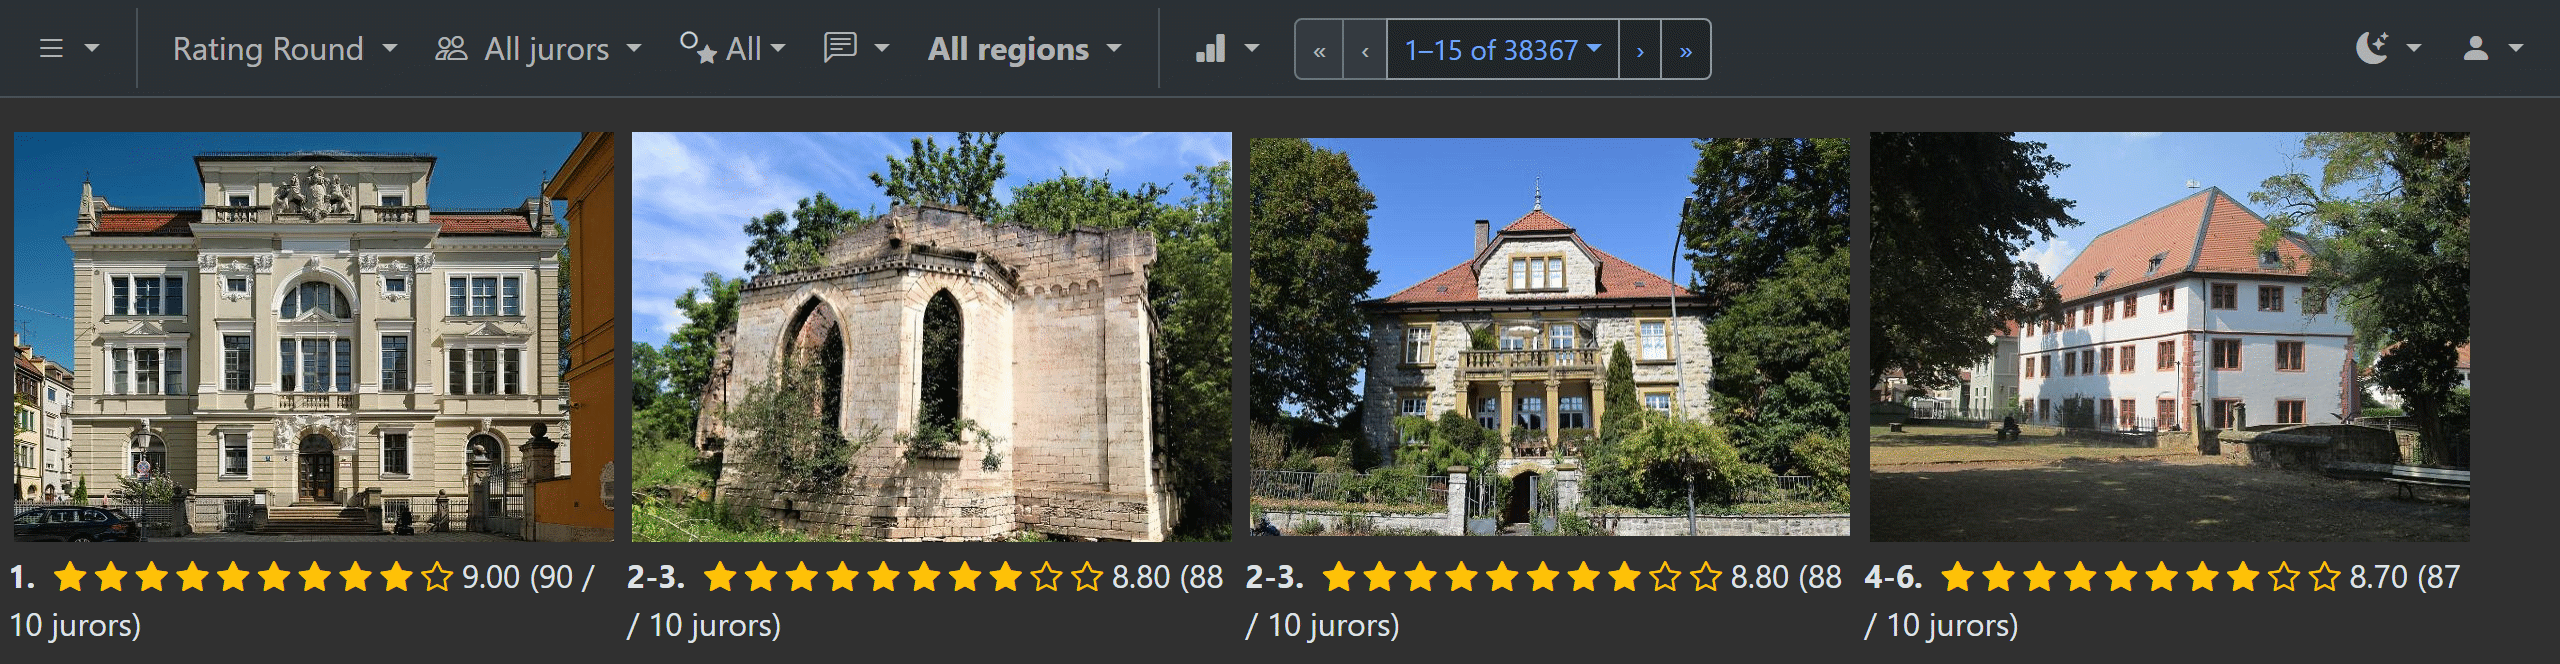 Rating Round All jurors All All regions « ‹ 1–15 of 38367 › »
1. 9.00 (90 /
10 jurors)
2-3. 8.80 (88
/ 10 jurors)
2-3. 8.80 (88
/ 10 jurors)
4-6. 8.70 (87
/ 10 jurors)